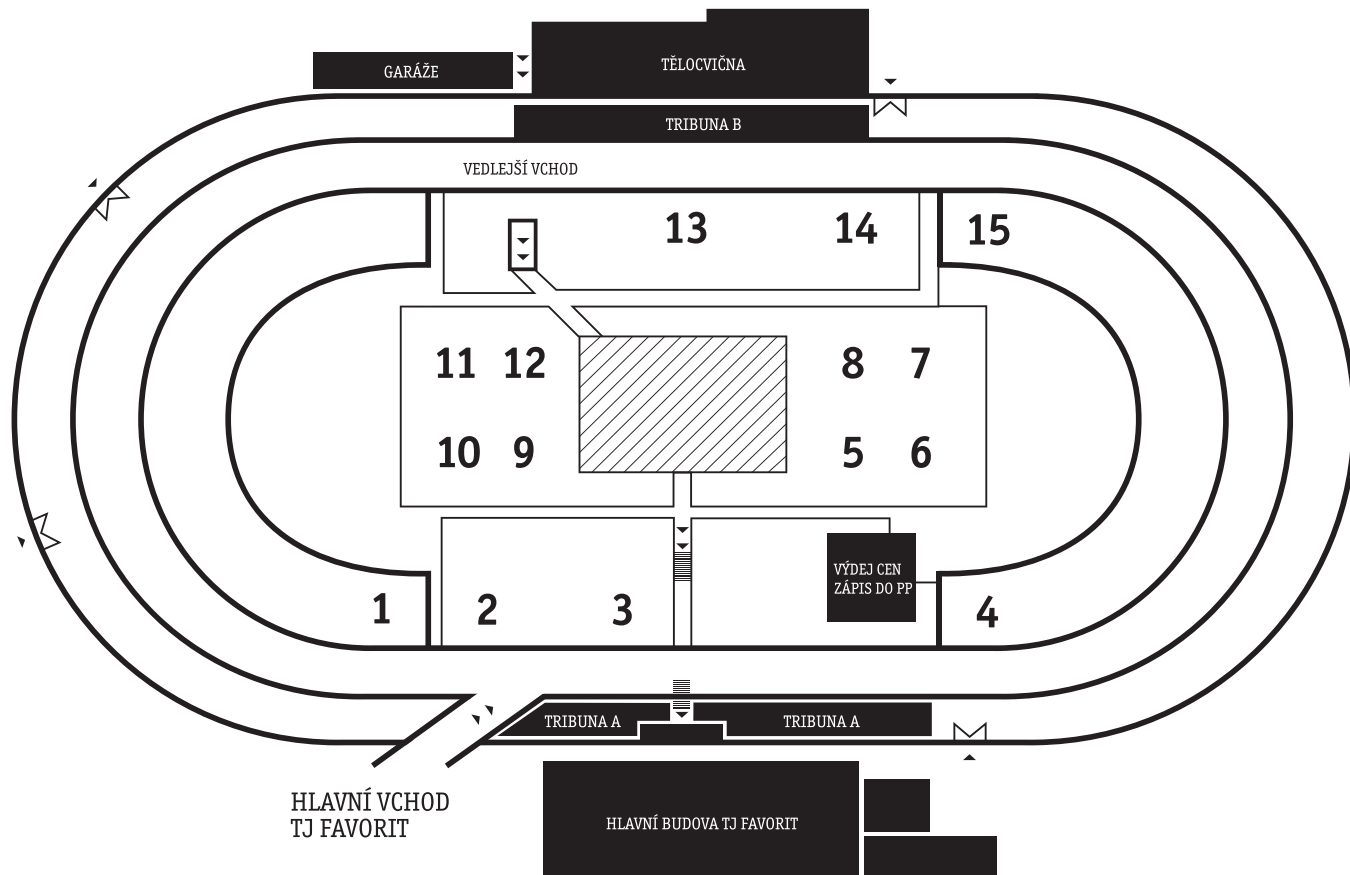 TĚLOCVIČNA
GARÁŽE
TRIBUNA B
VEDLEJŠÍ VCHOD
13
14
15
11 12
8 7
10 9
5 6
VÝDEJ CEN
ZÁPIS DO PP
1
2
3
4
TRIBUNA A
TRIBUNA A
HLAVNÍ VCHOD
TJ FAVORIT
HLAVNÍ BUDOVA TJ FAVORIT